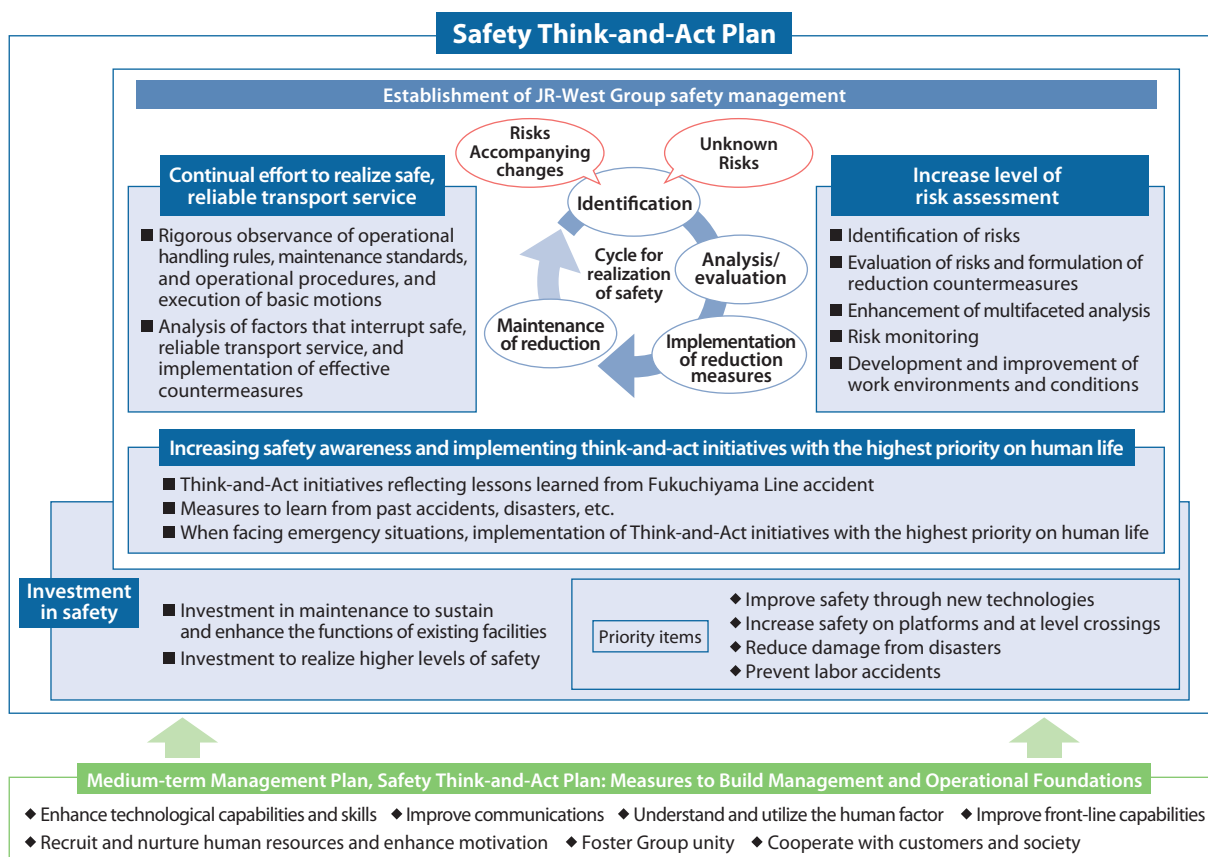 Safety Think-and-Act Plan
Establishment of JR-West Group safety management
Continual effort to realize safe,
reliable transport service
■ Rigorous observance of operational
handling rules, maintenance standards,
and operational procedures, and
execution of basic motions
■ Analysis of factors that interrupt safe,
reliable transport service, and
implementation of effective
countermeasures
Risks
Accompanying
changes
Unknown
Risks
Identification
Analysis/
evaluation
Implementation
of reduction
measures
Maintenance
of reduction
Cycle for
realization
of safety
Increase level of
risk assessment
■ Identification of risks
■ Evaluation of risks and formulation of
reduction countermeasures
■ Enhancement of multifaceted analysis
■ Risk monitoring
■ Development and improvement of
work environments and conditions
Increasing safety awareness and implementing think-and-act initiatives with the highest priority on human life
■ Think-and-Act initiatives reflecting lessons learned from Fukuchiyama Line accident
■ Measures to learn from past accidents, disasters, etc.
■ When facing emergency situations, implementation of Think-and-Act initiatives with the highest priority on human life
Investment
in safety
■ Investment in maintenance to sustain
and enhance the functions of existing facilities
■ Investment to realize higher levels of safety
Priority items
◆ Improve safety through new technologies
◆ Increase safety on platforms and at level crossings
◆ Reduce damage from disasters
◆ Prevent labor accidents
Medium-term Management Plan, Safety Think-and-Act Plan: Measures to Build Management and Operational Foundations
◆ Enhance technological capabilities and skills ◆ Improve communications ◆ Understand and utilize the human factor ◆ Improve front-line capabilities
◆ Recruit and nurture human resources and enhance motivation ◆ Foster Group unity ◆ Cooperate with customers and society